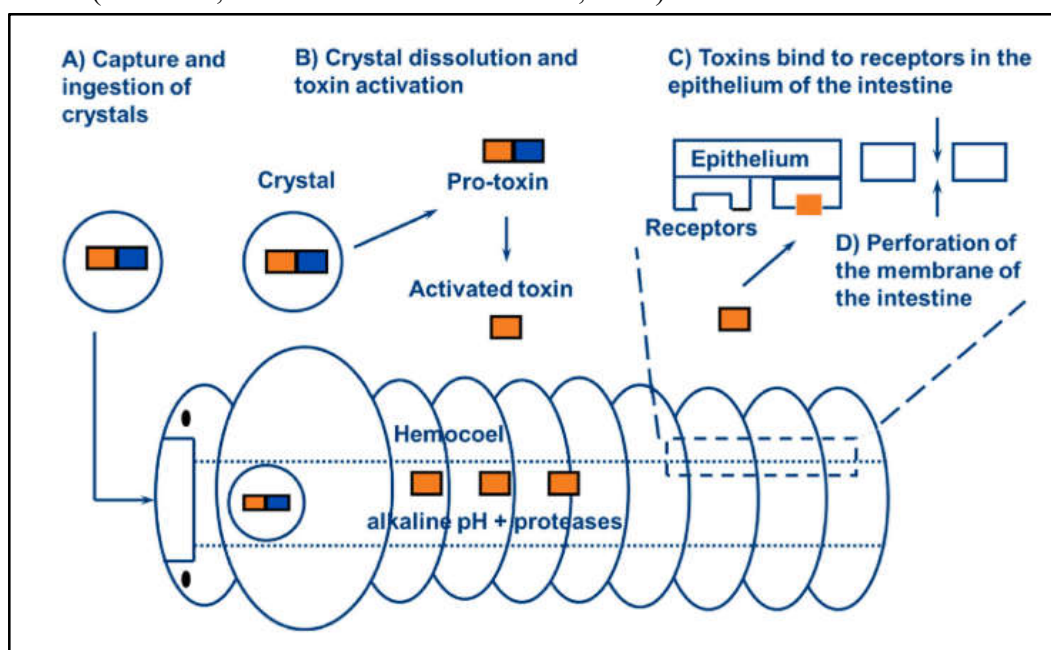 A) Capture and
ingestion of
crystals
B) Crystal dissolution and
toxin activation
C) Toxins bind to receptors in the
epithelium of the intestine
Crystal
Pro-toxin
Epithelium
Receptors
Activated toxin
D) Perforation of
the membrane of
the intestine
Hemocoel
alkaline pH + proteases